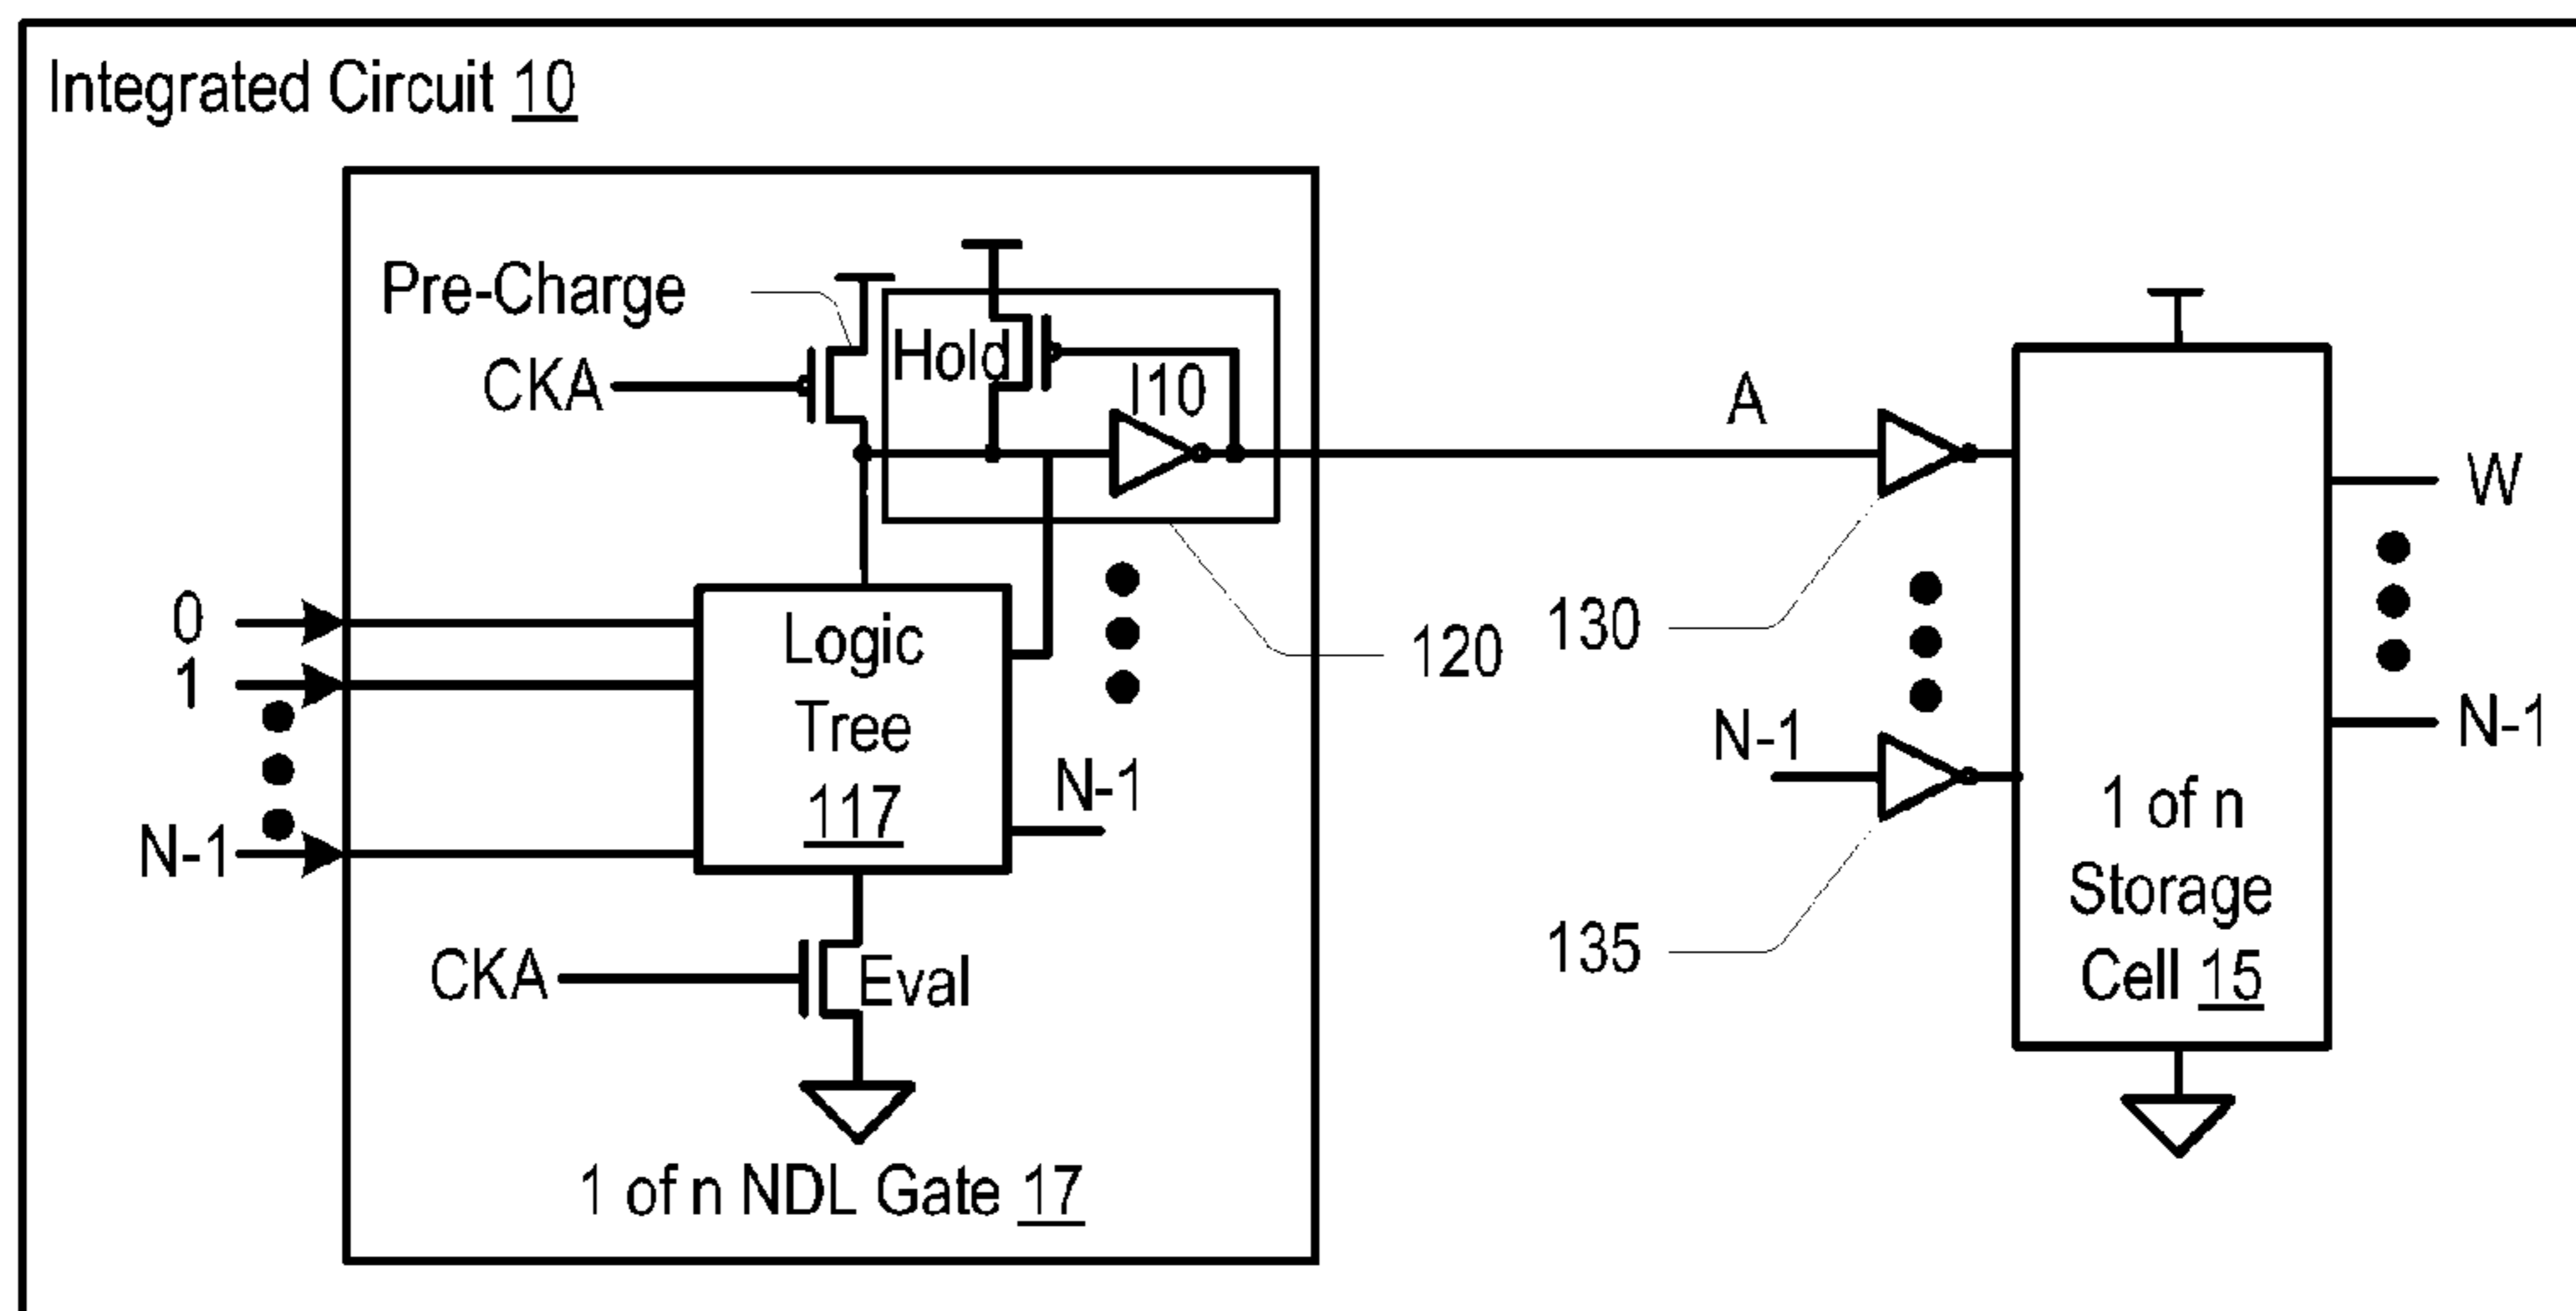 Integrated Circuit 10
Pre-Charge
CKA
Hold
I10
A
W
0
1
N-1
Logic
Tree
117
N-1
120
130
N-1
135
1 of n
Storage
Cell 15
N-1
CKA
Eval
1 of n NDL Gate 17